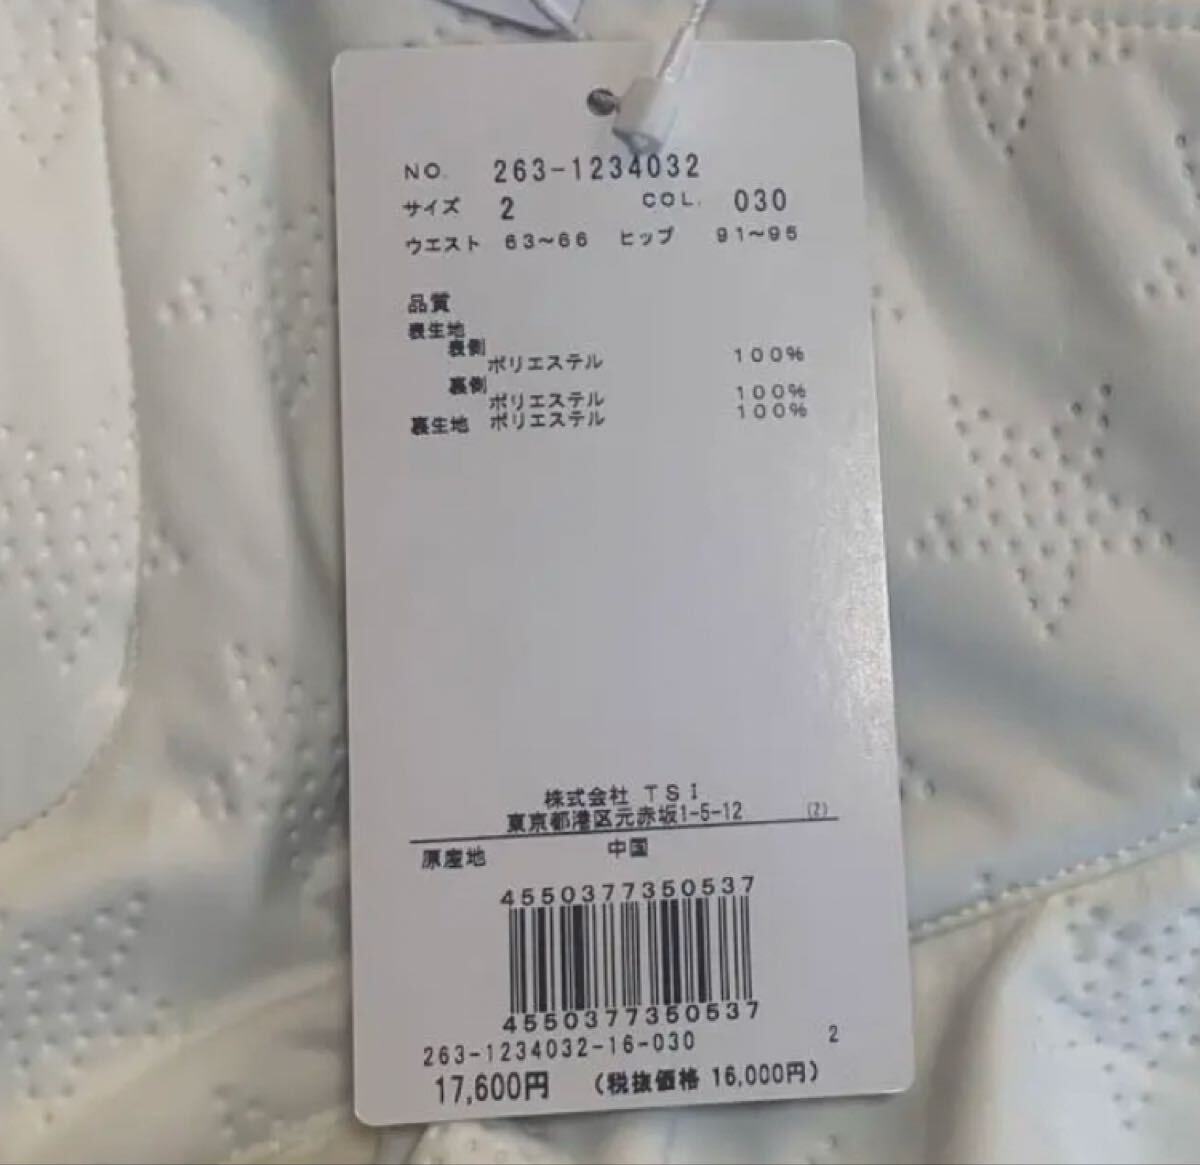 NO. 263-1234032
サイズ 2 COL. 030
ウエスト 63~66 ヒップ 91~95
品質
表生地
表側
ポリエステル 100%
裏側
ポリエステル 100%
裏生地 ポリエステル 100%
株式会社 TSI
東京都港区元赤坂1-5-12 (Z)
原産地 中国
4550377350537
4550377350537
263-1234032-16-030 2
17,600円 (税抜価格 16,000円)